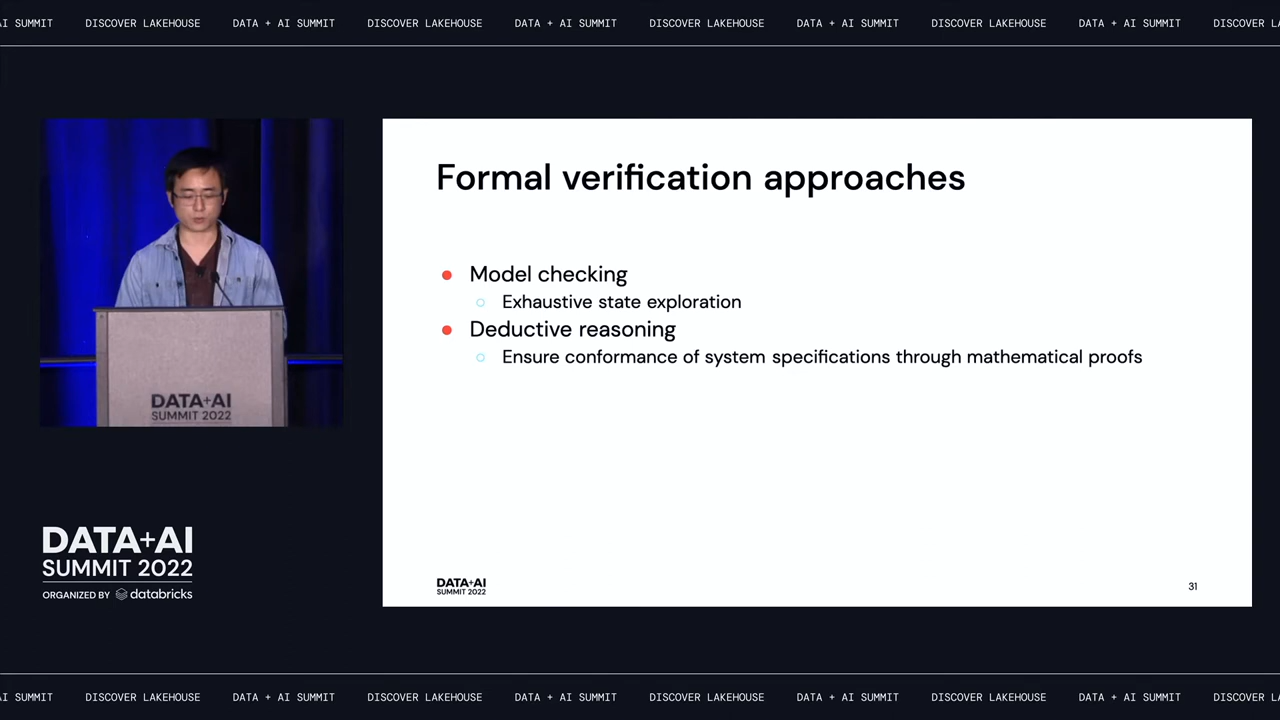 AI SUMMIT DISCOVER LAKEHOUSE DATA + AI SUMMIT DISCOVER LAKEHOUSE DATA + AI SUMMIT DISCOVER LAKEHOUSE DATA + AI SUMMIT DISCOVER LAKEHOUSE DATA + AI SUMMIT DISCOVER
Formal verification approaches
Model checking
Exhaustive state exploration
Deductive reasoning
Ensure conformance of system specifications through mathematical proofs
DATA+AI
SUMMIT 2022
31
DATA+AI
SUMMIT 2022
DATA+AI
SUMMIT 2022
ORGANIZED BY databricks
AI SUMMIT DISCOVER LAKEHOUSE DATA + AI SUMMIT DISCOVER LAKEHOUSE DATA + AI SUMMIT DISCOVER LAKEHOUSE DATA + AI SUMMIT DISCOVER LAKEHOUSE DATA + AI SUMMIT DISCOVER